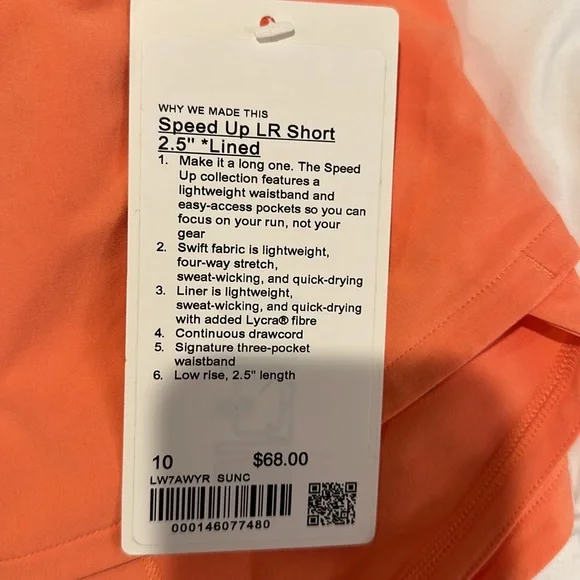 WHY WE MADE THIS
Speed Up LR Short
2.5" *Lined
1. Make it a long one. The Speed
Up collection features a
lightweight waistband and
easy-access pockets so you can
focus on your run, not your
gear
2. Swift fabric is lightweight,
four-way stretch,
sweat-wicking, and quick-drying
3. Liner is lightweight,
sweat-wicking, and quick-drying
with added Lycra® fibre
4. Continuous drawcord
5. Signature three-pocket
waistband
6. Low rise, 2.5" length
10 $68.00
LW7AWYR SUNC
000146077480